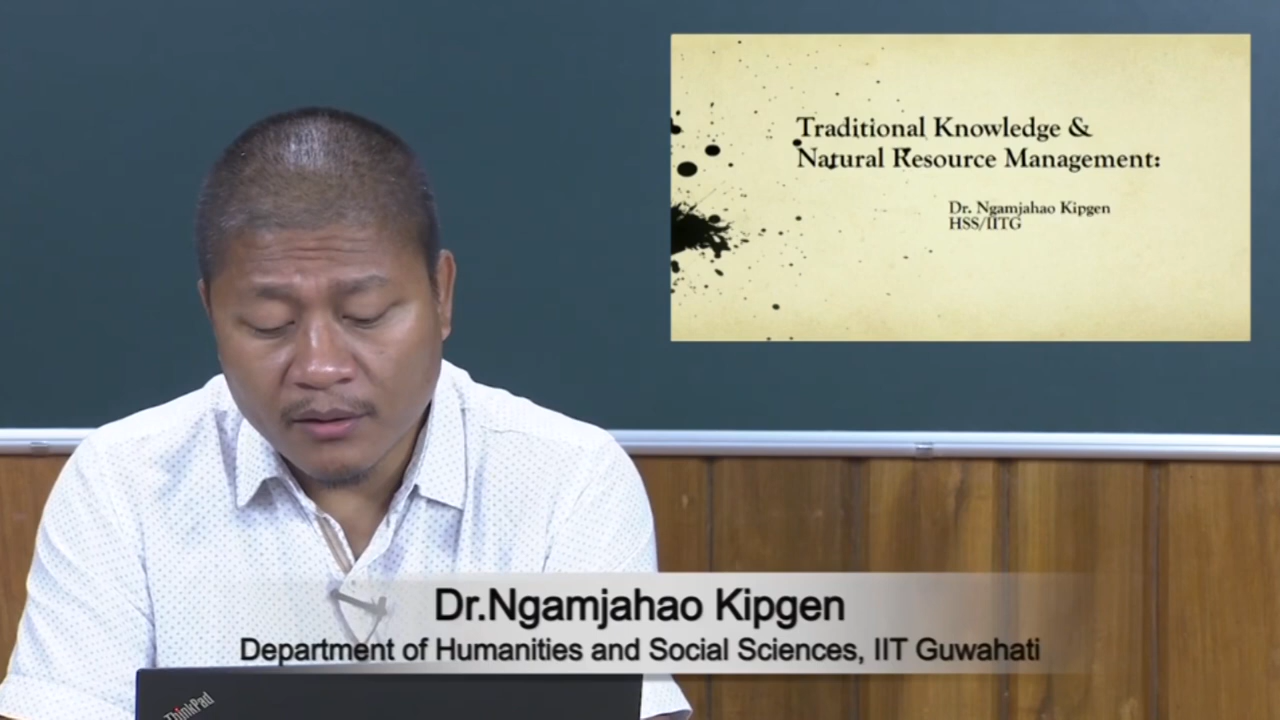 Traditional Knowledge &
Natural Resource Management:
Dr. Ngamjahao Kipgen
HSS/IITG
Dr.Ngamjahao Kipgen
Department of Humanities and Social Sciences, IIT Guwahati
ThinkPad